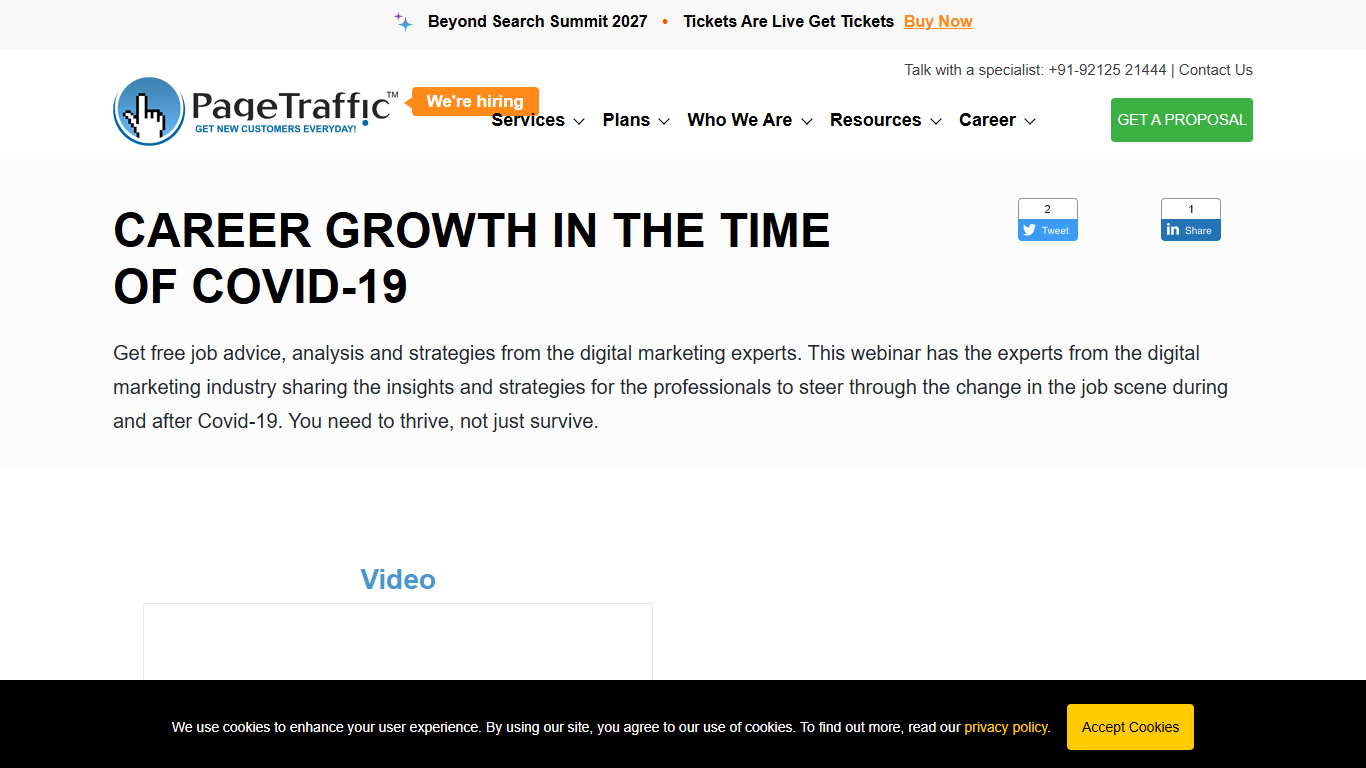 Beyond Search Summit 2027 • Tickets Are Live Get Tickets Buy Now
Talk with a specialist: +91-92125 21444 | Contact Us
PageTraffic™
GET NEW CUSTOMERS EVERYDAY!
We're hiring
Services Plans Who We Are Resources Career
GET A PROPOSAL
CAREER GROWTH IN THE TIME
OF COVID-19
2
Tweet
1
Share
Get free job advice, analysis and strategies from the digital marketing experts. This webinar has the experts from the digital
marketing industry sharing the insights and strategies for the professionals to steer through the change in the job scene during
and after Covid-19. You need to thrive, not just survive.
Video
We use cookies to enhance your user experience. By using our site, you agree to our use of cookies. To find out more, read our privacy policy.
Accept Cookies